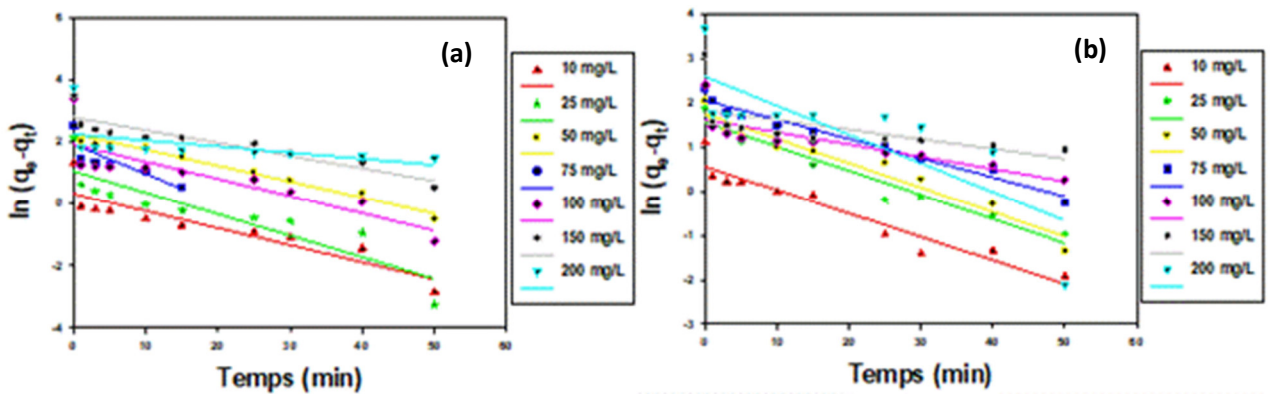 (a)
ln (qe-qt)
6
4
2
0
-2
-4
0 10 20 30 40 50 60
Temps (min)
10 mg/L
25 mg/L
50 mg/L
75 mg/L
100 mg/L
150 mg/L
200 mg/L
(b)
ln (qe-qt)
4
3
2
1
0
-1
-2
-3
0 10 20 30 40 50 60
Temps (min)
10 mg/L
25 mg/L
50 mg/L
75 mg/L
100 mg/L
150 mg/L
200 mg/L